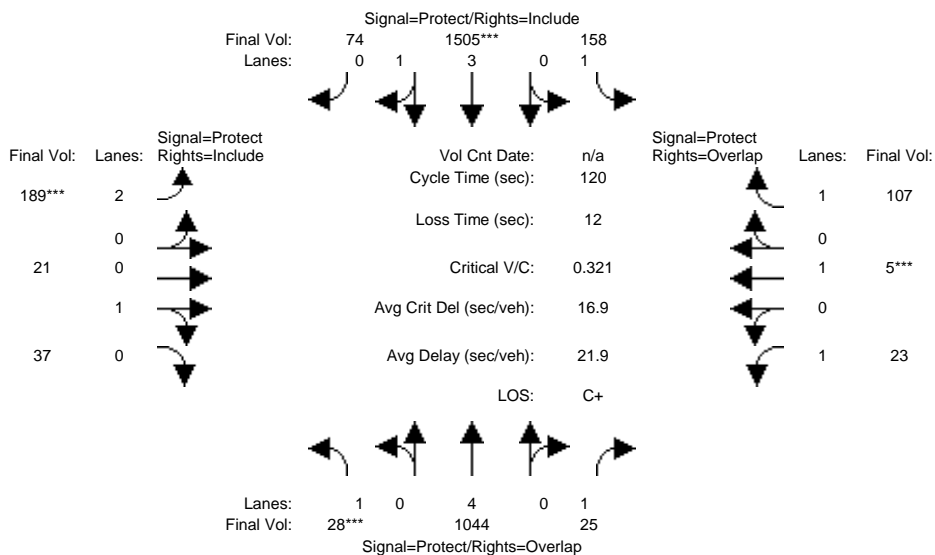 Signal=Protect/Rights=Include
Final Vol: 74 1505*** 158
Lanes: 0 1 3 0 1
Signal=Protect
Final Vol: Lanes: Rights=Include
Vol Cnt Date: n/a
Signal=Protect
Rights=Overlap Lanes: Final Vol:
Cycle Time (sec): 120
189*** 2
1 107
Loss Time (sec): 12
0
0
21 0
Critical V/C: 0.321
1 5***
1
Avg Crit Del (sec/veh): 16.9
0
37 0
Avg Delay (sec/veh): 21.9
1 23
LOS: C+
Lanes: 1 0 4 0 1
Final Vol: 28*** 1044 25
Signal=Protect/Rights=Overlap